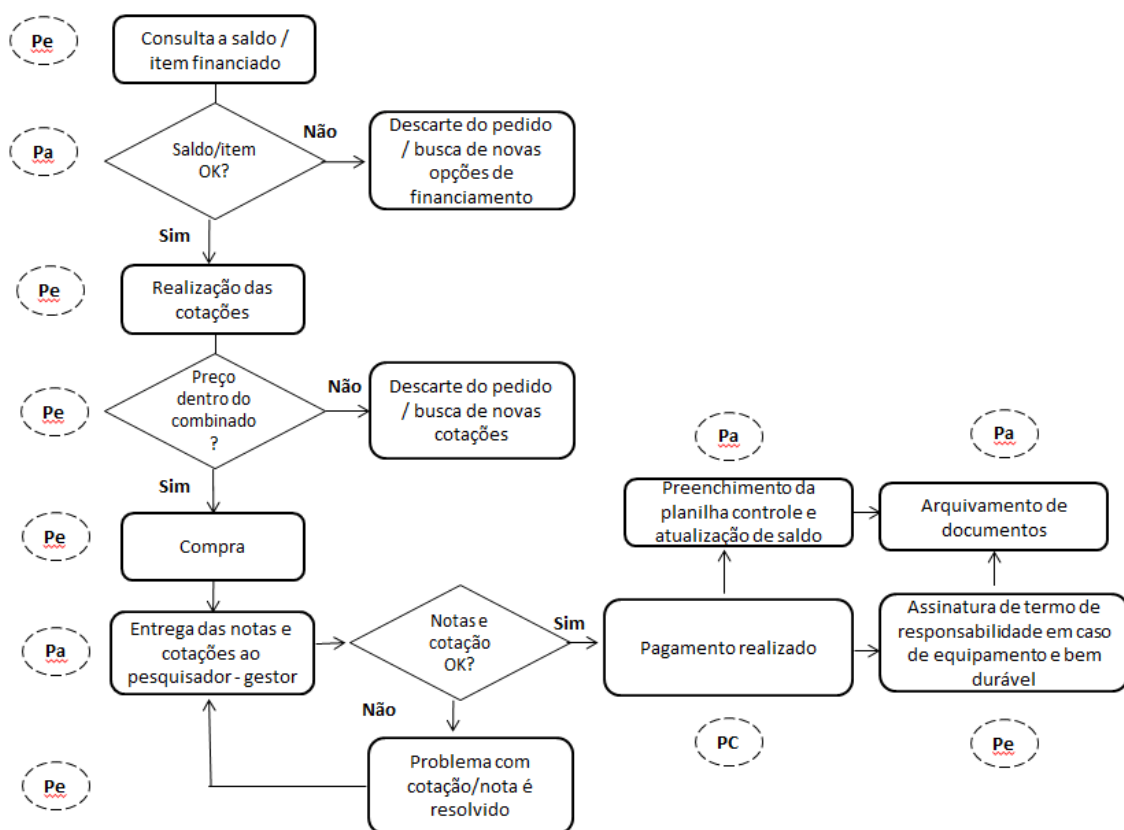 Pe
Consulta a saldo /
item financiado
Pa
Saldo/item
OK?
Não
Descarte do pedido
/ busca de novas
opções de
financiamento
Sim
Pe
Realização das
cotações
Pe
Preço
dentro do
combinado
?
Não
Descarte do pedido
/ busca de novas
cotações
Sim
Pe
Compra
Pa
Entrega das notas e
cotações ao
pesquisador - gestor
Notas e
cotação
OK?
Sim
Não
Pe
Problema com
cotação/nota é
resolvido
Pa
Preenchimento da
planilha controle e
atualização de saldo
Pa
Arquivamento de
documentos
Pagamento realizado
PC
Assinatura de termo de
responsabilidade em caso
de equipamento e bem
durável
Pe